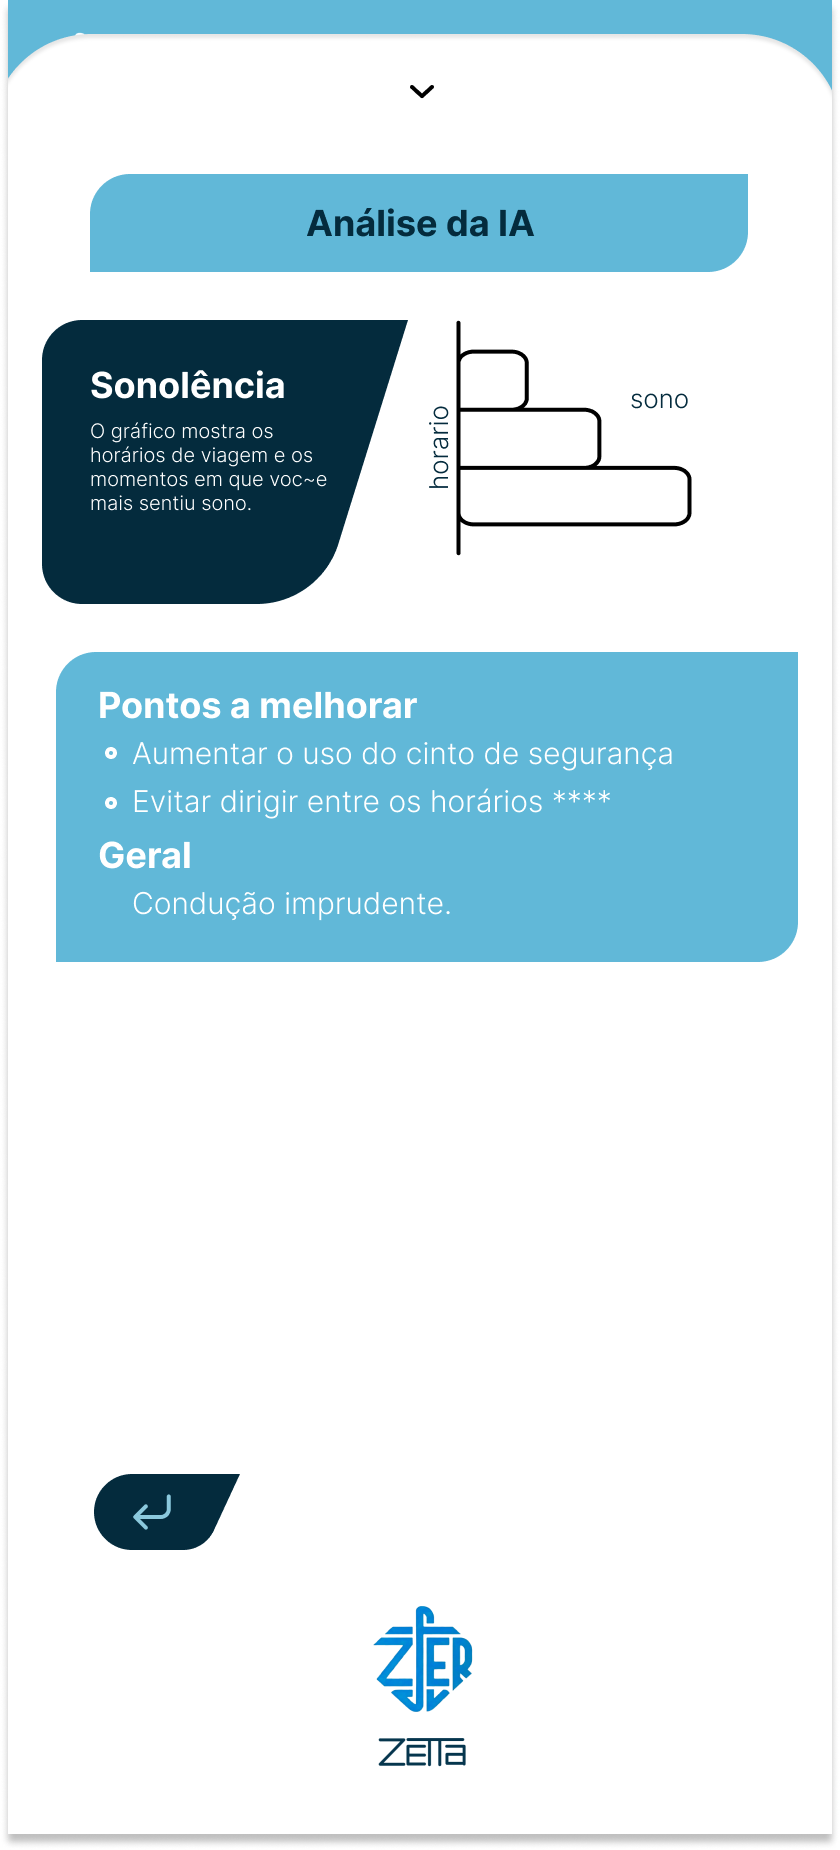 Análise da IA
Sonolência
O gráfico mostra os
horários de viagem e os
momentos em que voc~e
mais sentiu sono.
horario
sono
Pontos a melhorar
Aumentar o uso do cinto de segurança
Evitar dirigir entre os horários ****
Geral
Condução imprudente.
ZFER
Zetta